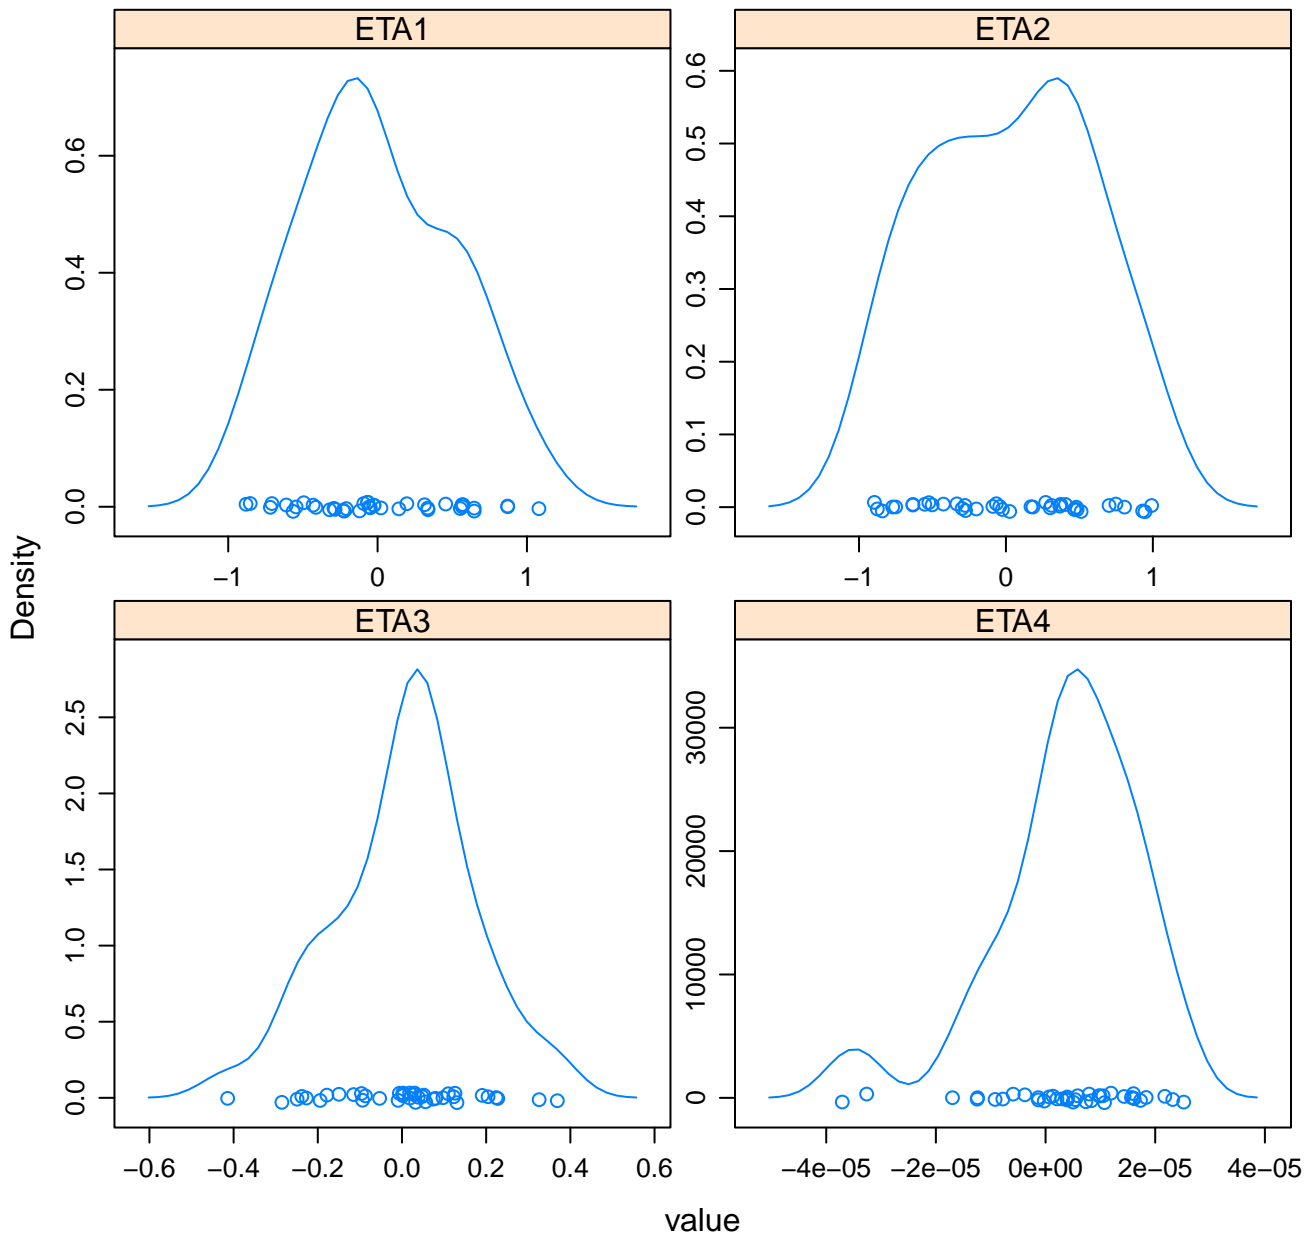 ETA1
ETA2
0.0 0.2 0.4 0.6
0.0 0.1 0.2 0.3 0.4 0.5 0.6
−1 0 1
−1 0 1
Density
ETA3
ETA4
0.0 0.5 1.0 1.5 2.0 2.5
0 10000 20000 30000
−0.6 −0.4 −0.2 0.0 0.2 0.4 0.6
−4e−05 −2e−05 0e+00 2e−05 4e−05
value